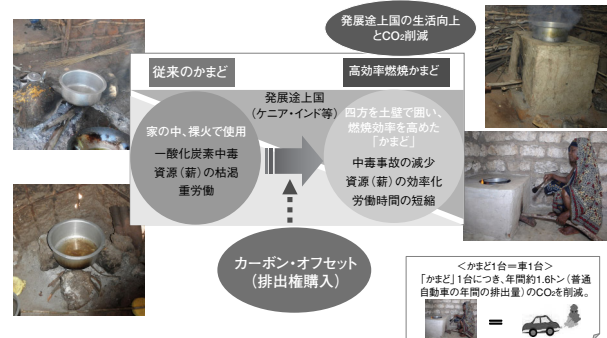 発展途上国の生活向上
とCO₂削減
従来のかまど
高効率燃焼かまど
発展途上国
（ケニア・インド等）
家の中、裸火で使用
一酸化炭素中毒
資源（薪）の枯渇
重労働
四方を土壁で囲い、
燃焼効率を高めた
「かまど」
中毒事故の減少
資源（薪）の効率化
労働時間の短縮
カーボン・オフセット
（排出権購入）
＜かまど1台＝車1台＞
「かまど」1台につき、年間約1.6トン（普通
自動車の年間の排出量）のCO₂を削減。
＝